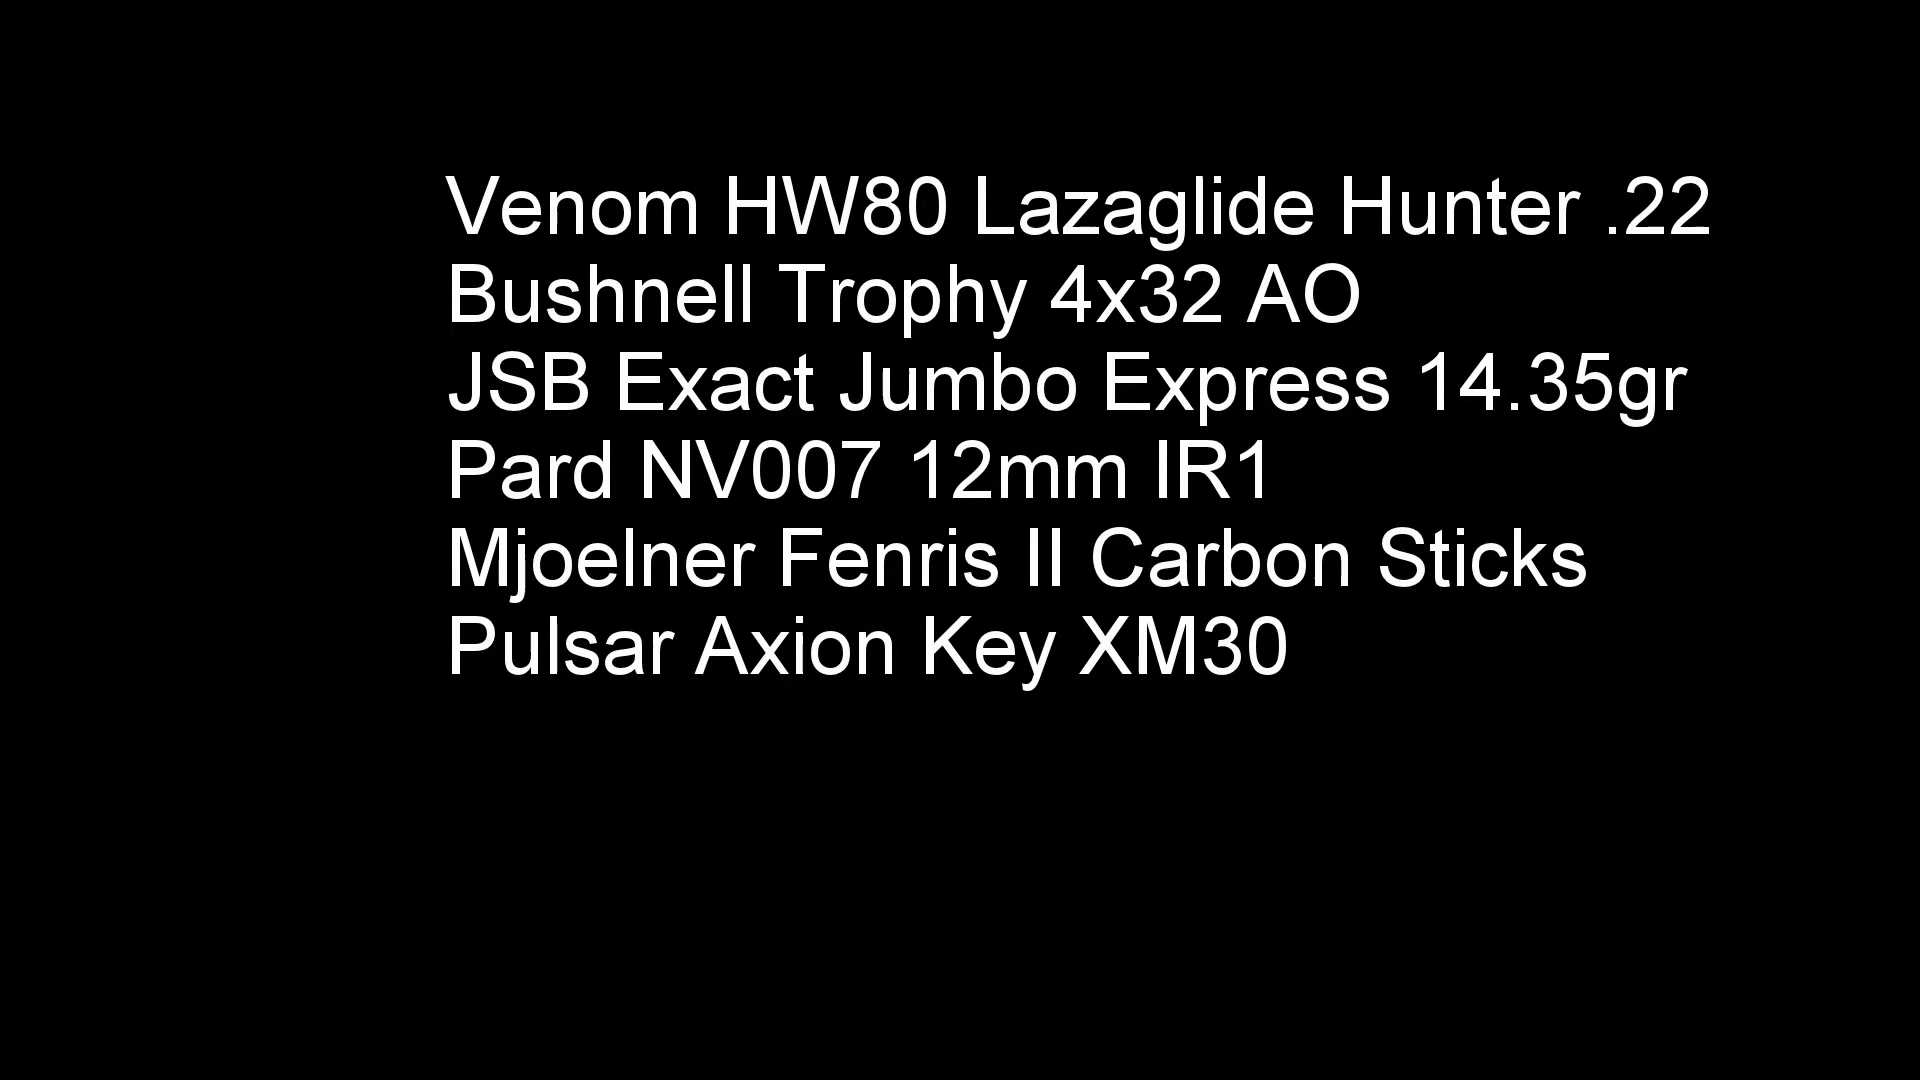 Venom HW80 Lazaglide Hunter .22
Bushnell Trophy 4x32 AO
JSB Exact Jumbo Express 14.35gr
Pard NV007 12mm IR1
Mjoelner Fenris II Carbon Sticks
Pulsar Axion Key XM30